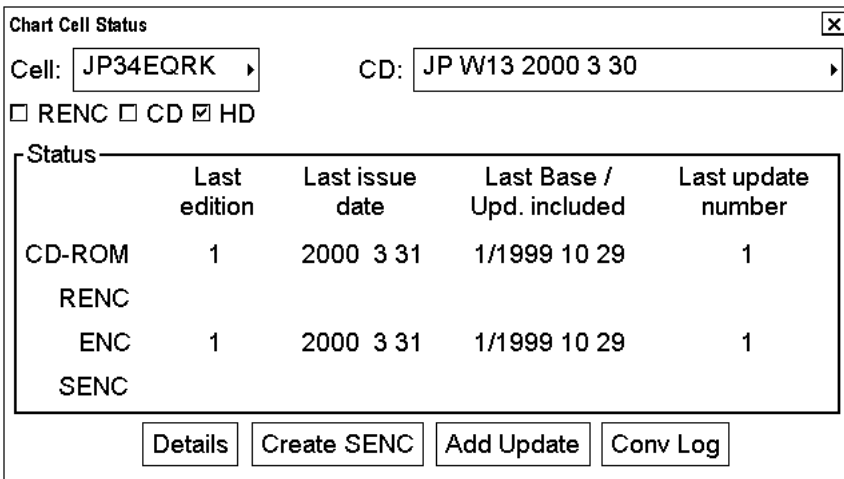 Chart Cell Status
Cell: JP34EQRK CD: JP W13 2000 3 30
RENC CD HD
Status
Last edition Last issue date Last Base / Upd. included Last update number
CD-ROM 1 2000 3 31 1/1999 10 29 1
RENC
ENC 1 2000 3 31 1/1999 10 29 1
SENC
Details Create SENC Add Update Conv Log